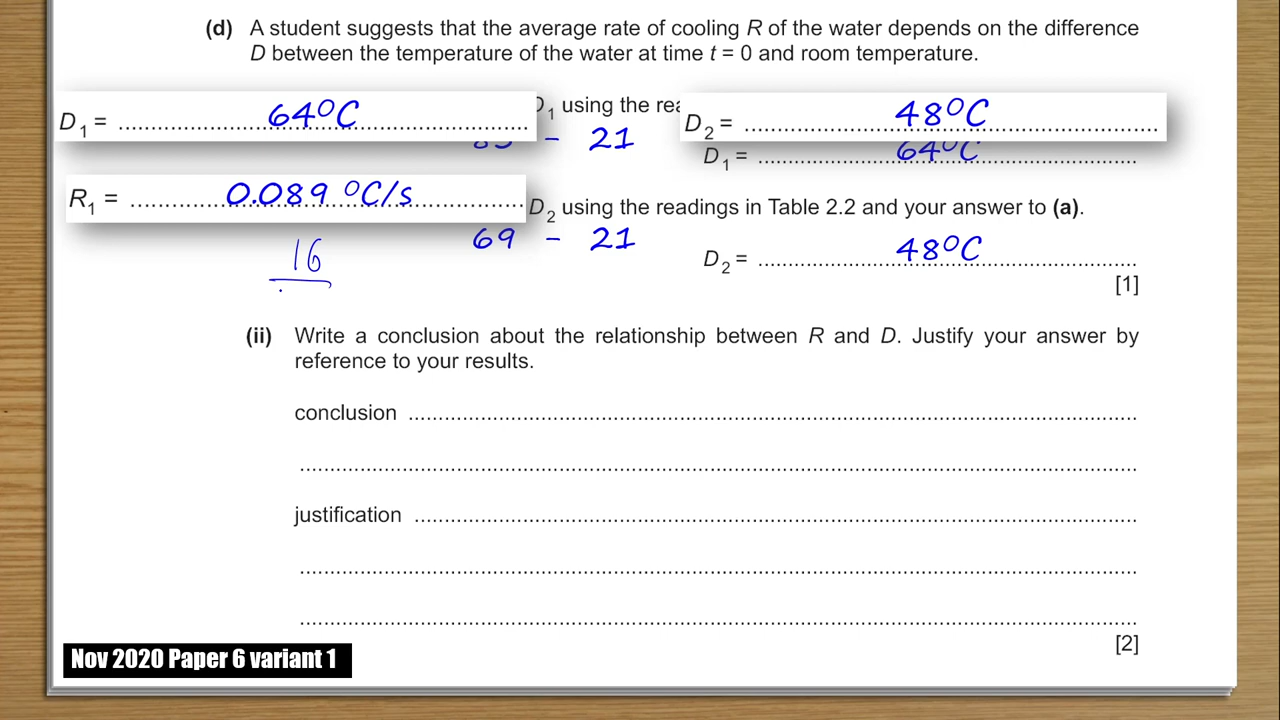 (d) A student suggests that the average rate of cooling R of the water depends on the difference
D between the temperature of the water at time t = 0 and room temperature.
D1 using the rea
D1 = 64°C
D2 = 48°C
– 21
D1 = 64°C
R1 = 0.089 °C/s
D2 using the readings in Table 2.2 and your answer to (a).
69 – 21
16
D2 = 48°C
[1]
(ii) Write a conclusion about the relationship between R and D. Justify your answer by
reference to your results.
conclusion
justification
[2]
Nov 2020 Paper 6 variant 1